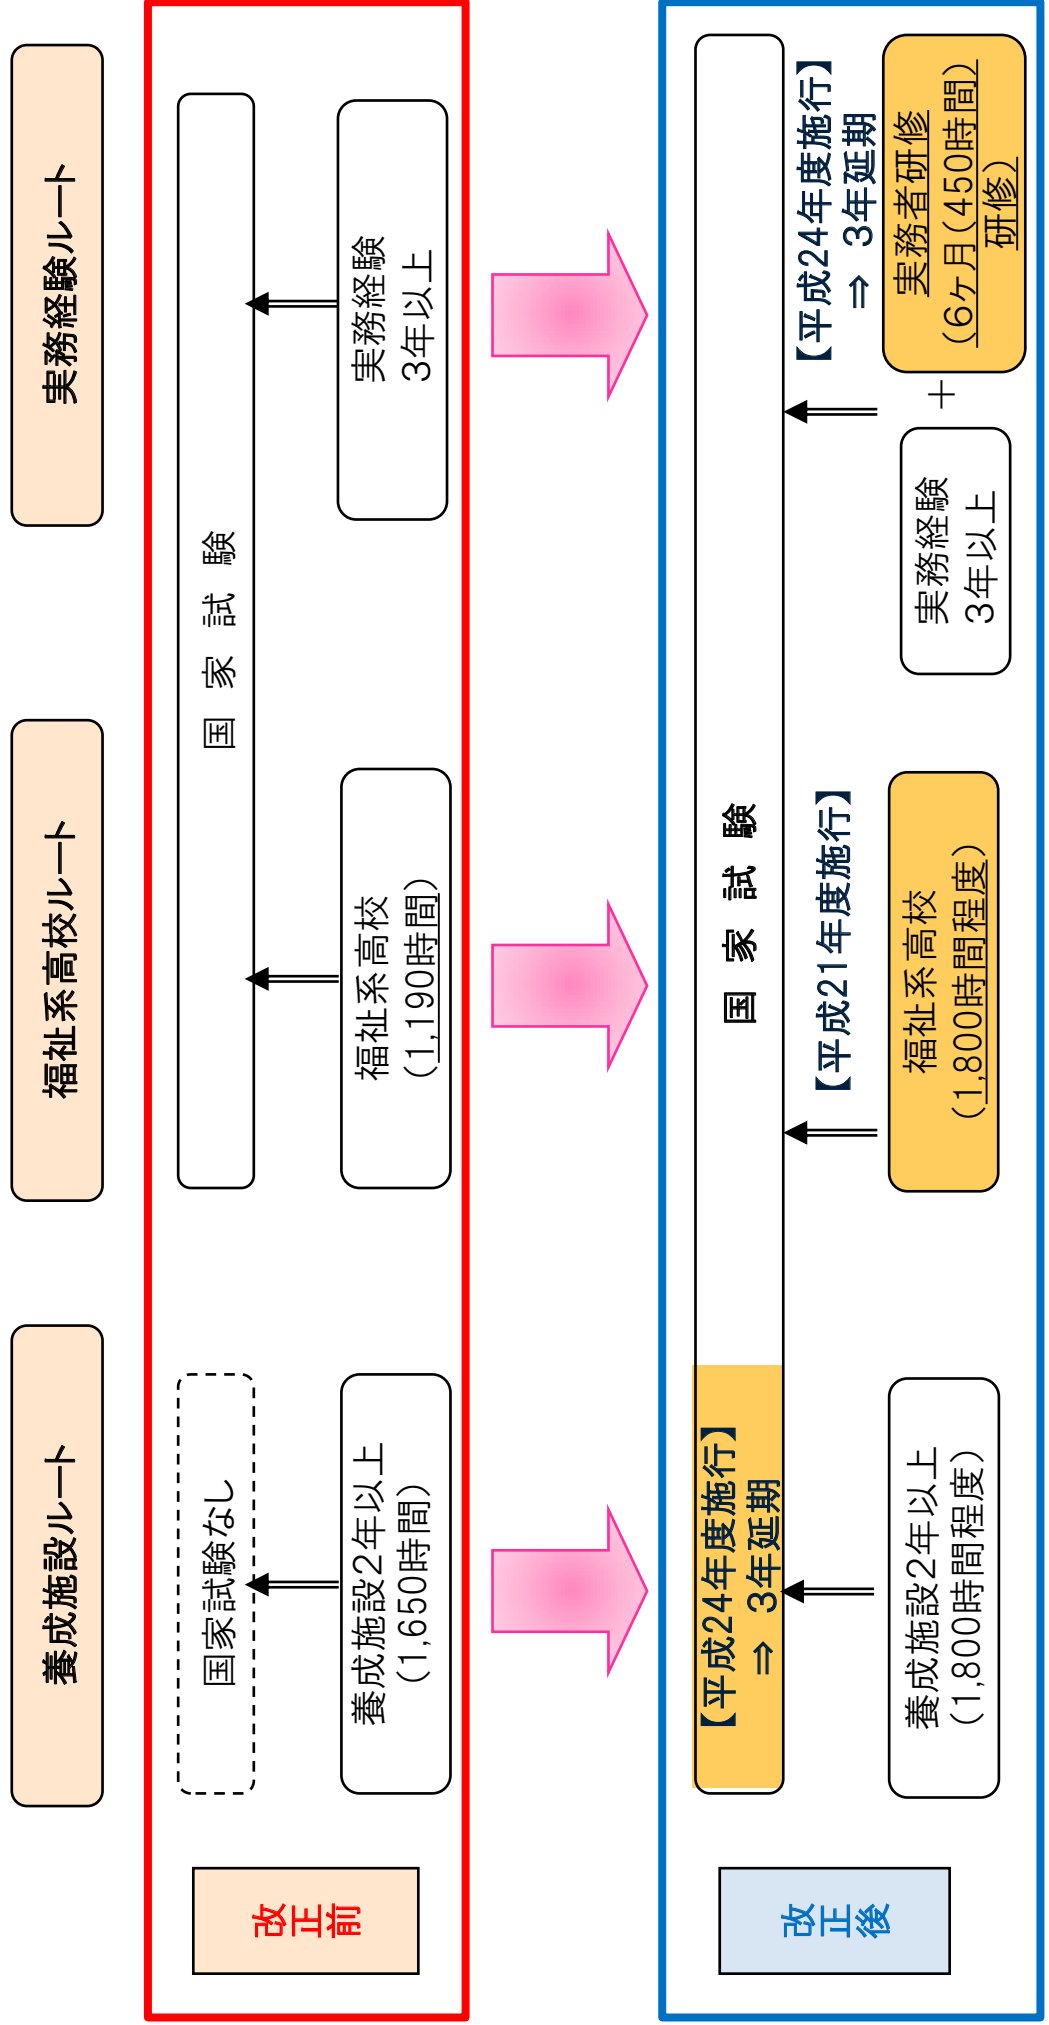 養成施設ルート
福祉系高校ルート
実務経験ルート
改正前
国家試験なし
国家試験
養成施設2年以上
（1,650時間）
福祉系高校
（1,190時間）
実務経験
3年以上
改正後
【平成24年度施行】
⇒ 3年延期
国家試験
【平成21年度施行】
【平成24年度施行】
⇒ 3年延期
養成施設2年以上
（1,800時間程度）
福祉系高校
（1,800時間程度）
実務経験
3年以上
＋
実務者研修
（6ヶ月（450時間）
研修）